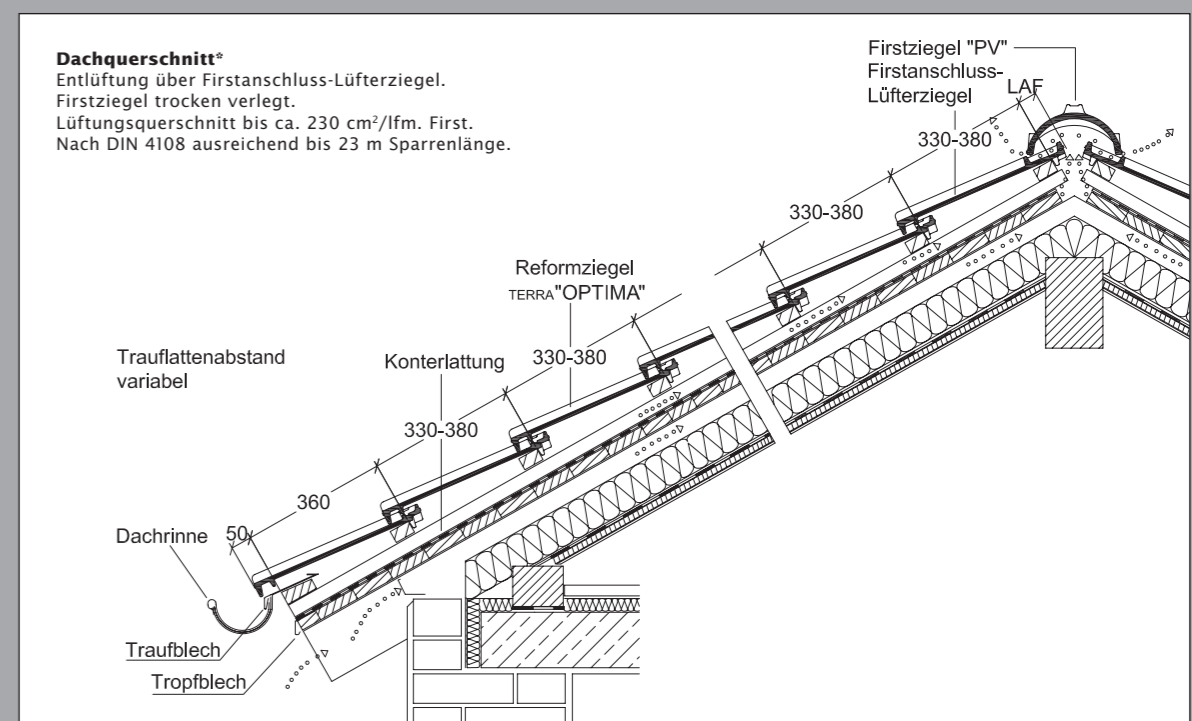 Dachquerschnitt*
Entlüftung über Firstanschluss-Lüfterziegel.
Firstziegel trocken verlegt.
Lüftungsquerschnitt bis ca. 230 cm²/lfm. First.
Nach DIN 4108 ausreichend bis 23 m Sparrenlänge.
Firstziegel "PV"
Firstanschluss-
Lüfterziegel
LAF
330-380
330-380
Reformziegel
TERRA "OPTIMA"
Trauflattenabstand
variabel
Konterlattung
330-380
330-380
360
50
Dachrinne
Traufblech
Tropfblech